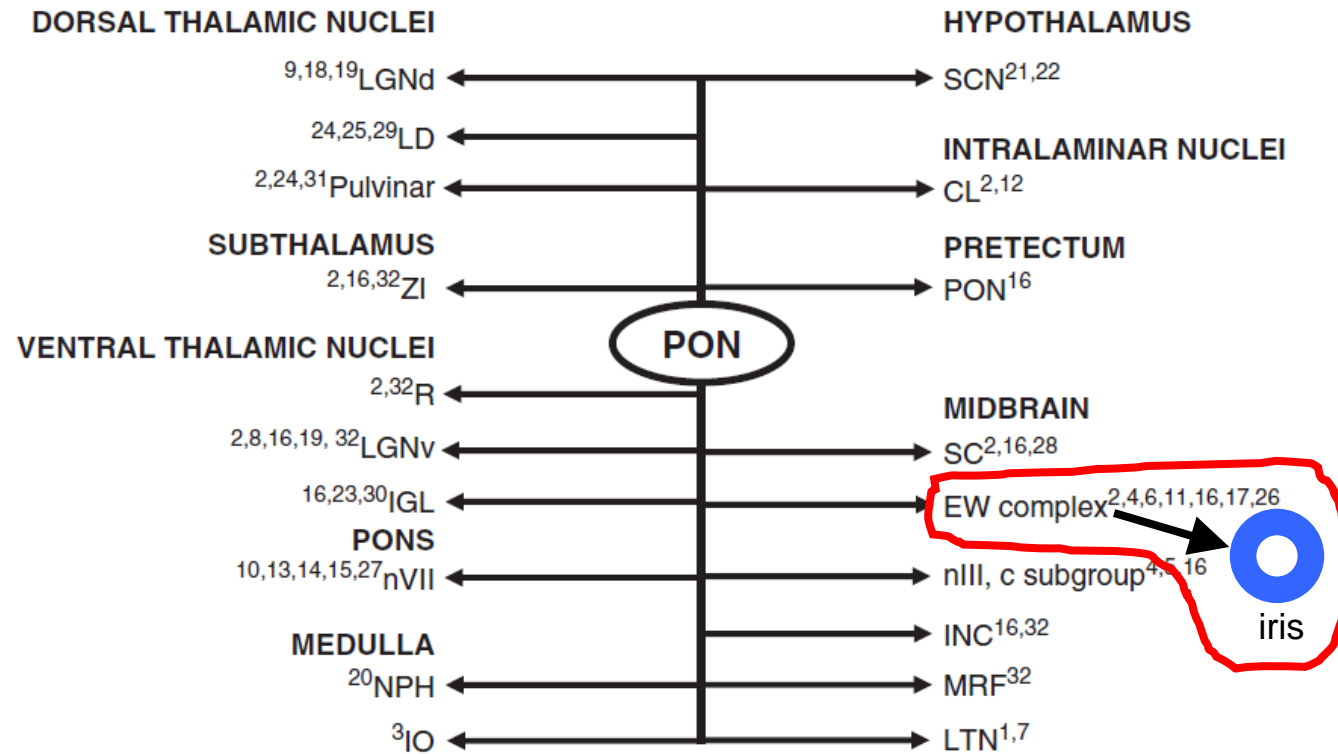 DORSAL THALAMIC NUCLEI
9,18,19LGNd
24,25,29LD
2,24,31Pulvinar
SUBTHALAMUS
2,16,32ZI
VENTRAL THALAMIC NUCLEI
2,32R
2,8,16,19, 32LGNv
16,23,30IGL
PONS
10,13,14,15,27nVII
MEDULLA
20NPH
3IO
PON
HYPOTHALAMUS
SCN21,22
INTRALAMINAR NUCLEI
CL2,12
PRETECTUM
PON16
MIDBRAIN
SC2,16,28
EW complex2,4,6,11,16,17,26
nIII, c subgroup4,5,16
INC16,32
MRF32
LTN1,7
iris